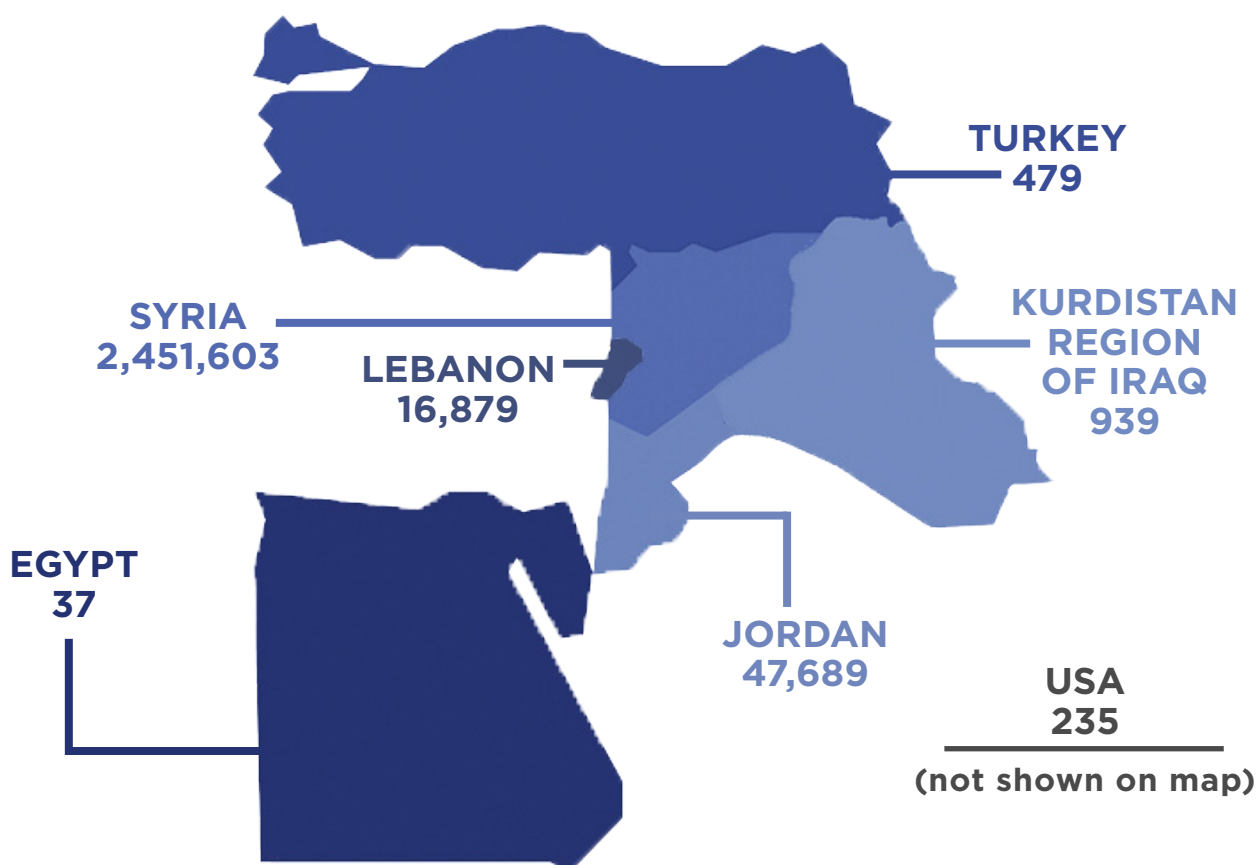 TURKEY
479
SYRIA
2,451,603
LEBANON
16,879
KURDISTAN
REGION
OF IRAQ
939
EGYPT
37
JORDAN
47,689
USA
235
(not shown on map)